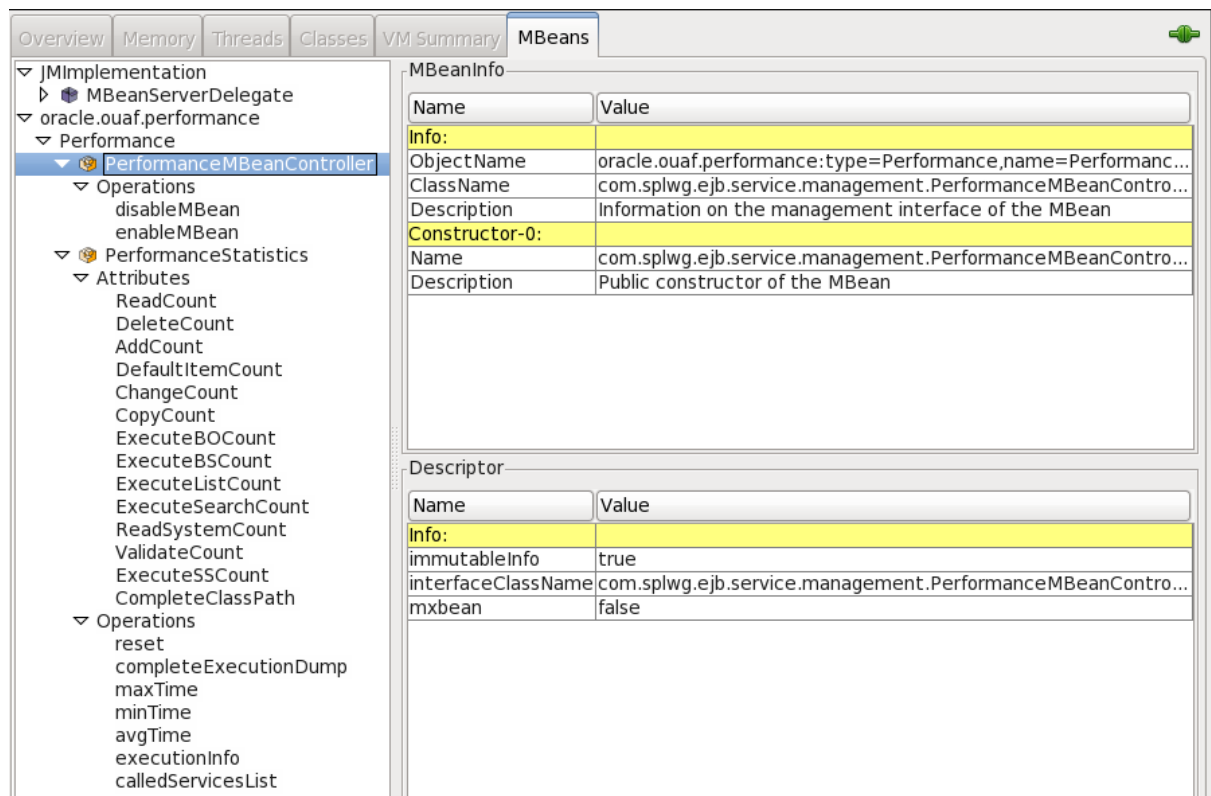 Overview Memory Threads Classes VM Summary MBeans
JMImplementation
MBeanServerDelegate
oracle.ouaf.performance
Performance
PerformanceMBeanController
Operations
disableMBean
enableMBean
PerformanceStatistics
Attributes
ReadCount
DeleteCount
AddCount
DefaultItemCount
ChangeCount
CopyCount
ExecuteBOCount
ExecuteBSCount
ExecuteListCount
ExecuteSearchCount
ReadSystemCount
ValidateCount
ExecuteSSCount
CompleteClassPath
Operations
reset
completeExecutionDump
maxTime
minTime
avgTime
executionInfo
calledServicesList
MBeanInfo
Name Value
Info:
ObjectName oracle.ouaf.performance:type=Performance,name=Performanc...
ClassName com.splwg.ejb.service.management.PerformanceMBeanContro...
Description Information on the management interface of the MBean
Constructor-0:
Name com.splwg.ejb.service.management.PerformanceMBeanContro...
Description Public constructor of the MBean
Descriptor
Name Value
Info:
immutableInfo true
interfaceClassName com.splwg.ejb.service.management.PerformanceMBeanContro...
mxbean false